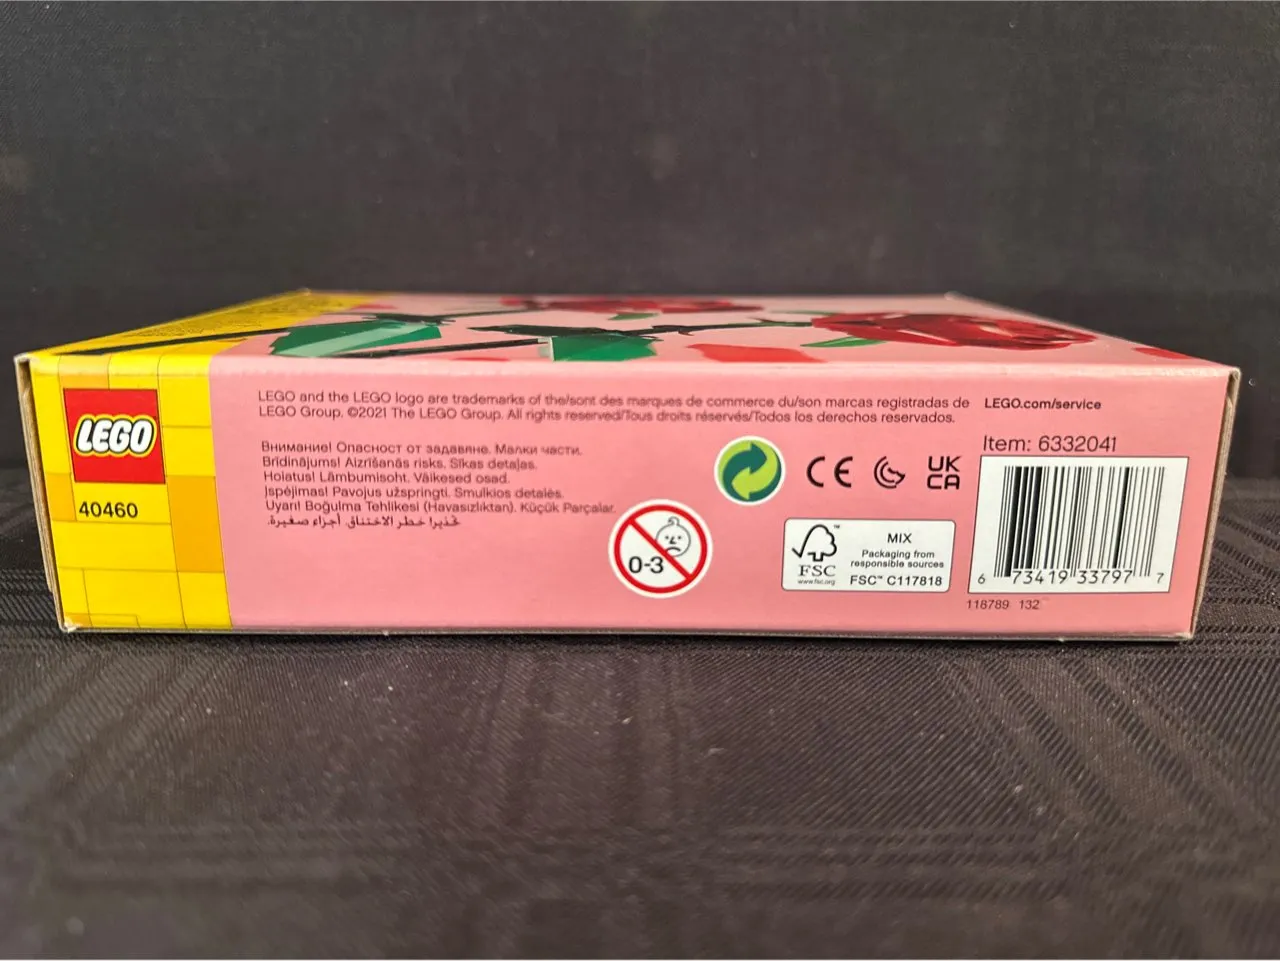 LEGO
40460
LEGO and the LEGO logo are trademarks of the/sont des marques de commerce du/son marcas registradas de
LEGO Group. ©2021 The LEGO Group. All rights reserved/Tous droits réservés/Todos los derechos reservados.
LEGO.com/service
Внимание! Опасност от задавяне. Малки части.
Brīdinājums! Aizrīšanās risks. Sīkas detaļas.
Hoiatus! Lämbumisoht. Väikesed osad.
Įspėjimas! Pavojus užspringti. Smulkios detalės.
Uyarı! Boğulma Tehlikesi (Havasızlıktan). Küçük Parçalar.
تحذير! خطر الاختناق. أجزاء صغيرة.
0-3
CE
UK
CA
FSC™
www.fsc.org
MIX
Packaging from
responsible sources
FSC™ C117818
Item: 6332041
6 73419 33797 7
118789 132